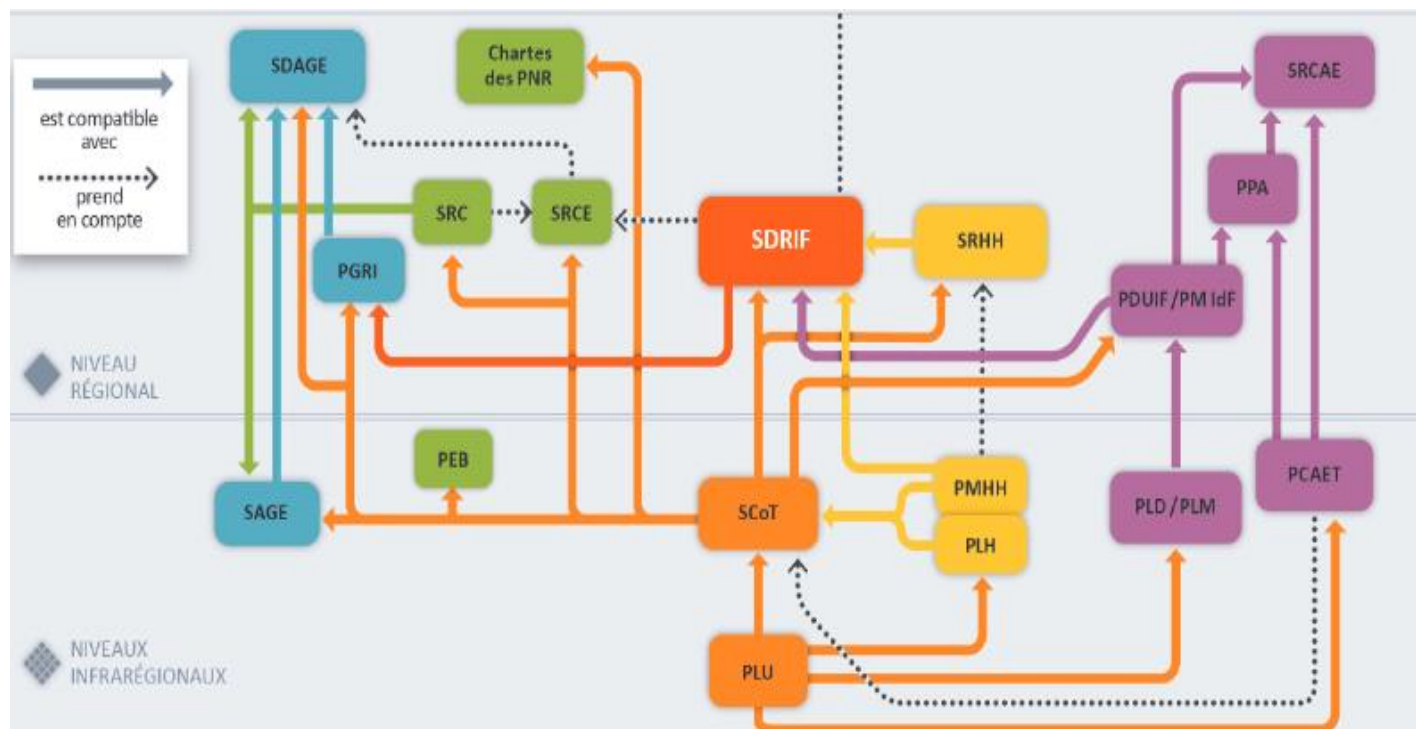 SDAGE
Chartes
des PNR
SRCAE
est compatible
avec
prend
en compte
PPA
SRC
SRCE
SDRIF
SRHH
PGRI
PDUIF/PM IdF
NIVEAU
RÉGIONAL
PEB
PCAET
SAGE
SCoT
PMHH
PLD / PLM
PLH
NIVEAUX
INFRARÉGIONAUX
PLU